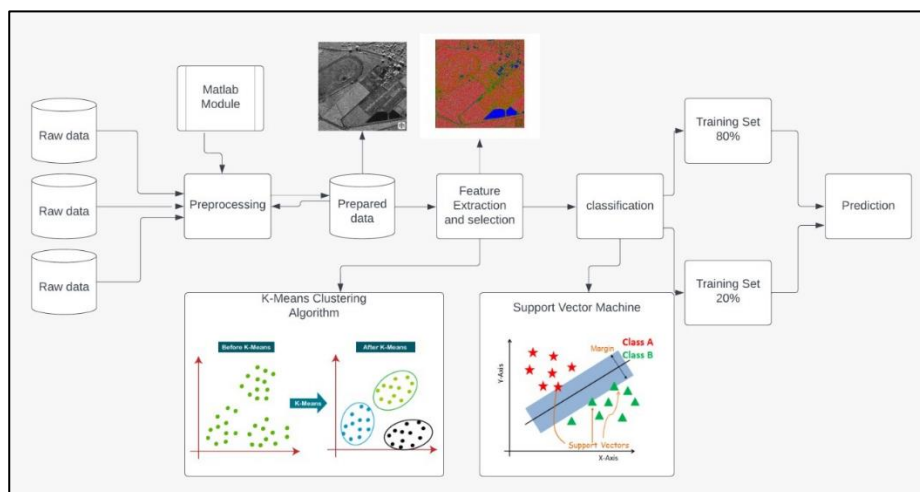 Matlab
Module
Raw data
Raw data
Raw data
Preprocessing
Prepared
data
Feature
Extraction
and selection
classification
Training Set
80%
Training Set
20%
Prediction
K-Means Clustering
Algorithm
Before K-Means
K-Means
After K-Means
Support Vector Machine
Class A
Class B
Margin
Y-Axis
Support Vectors
X-Axis